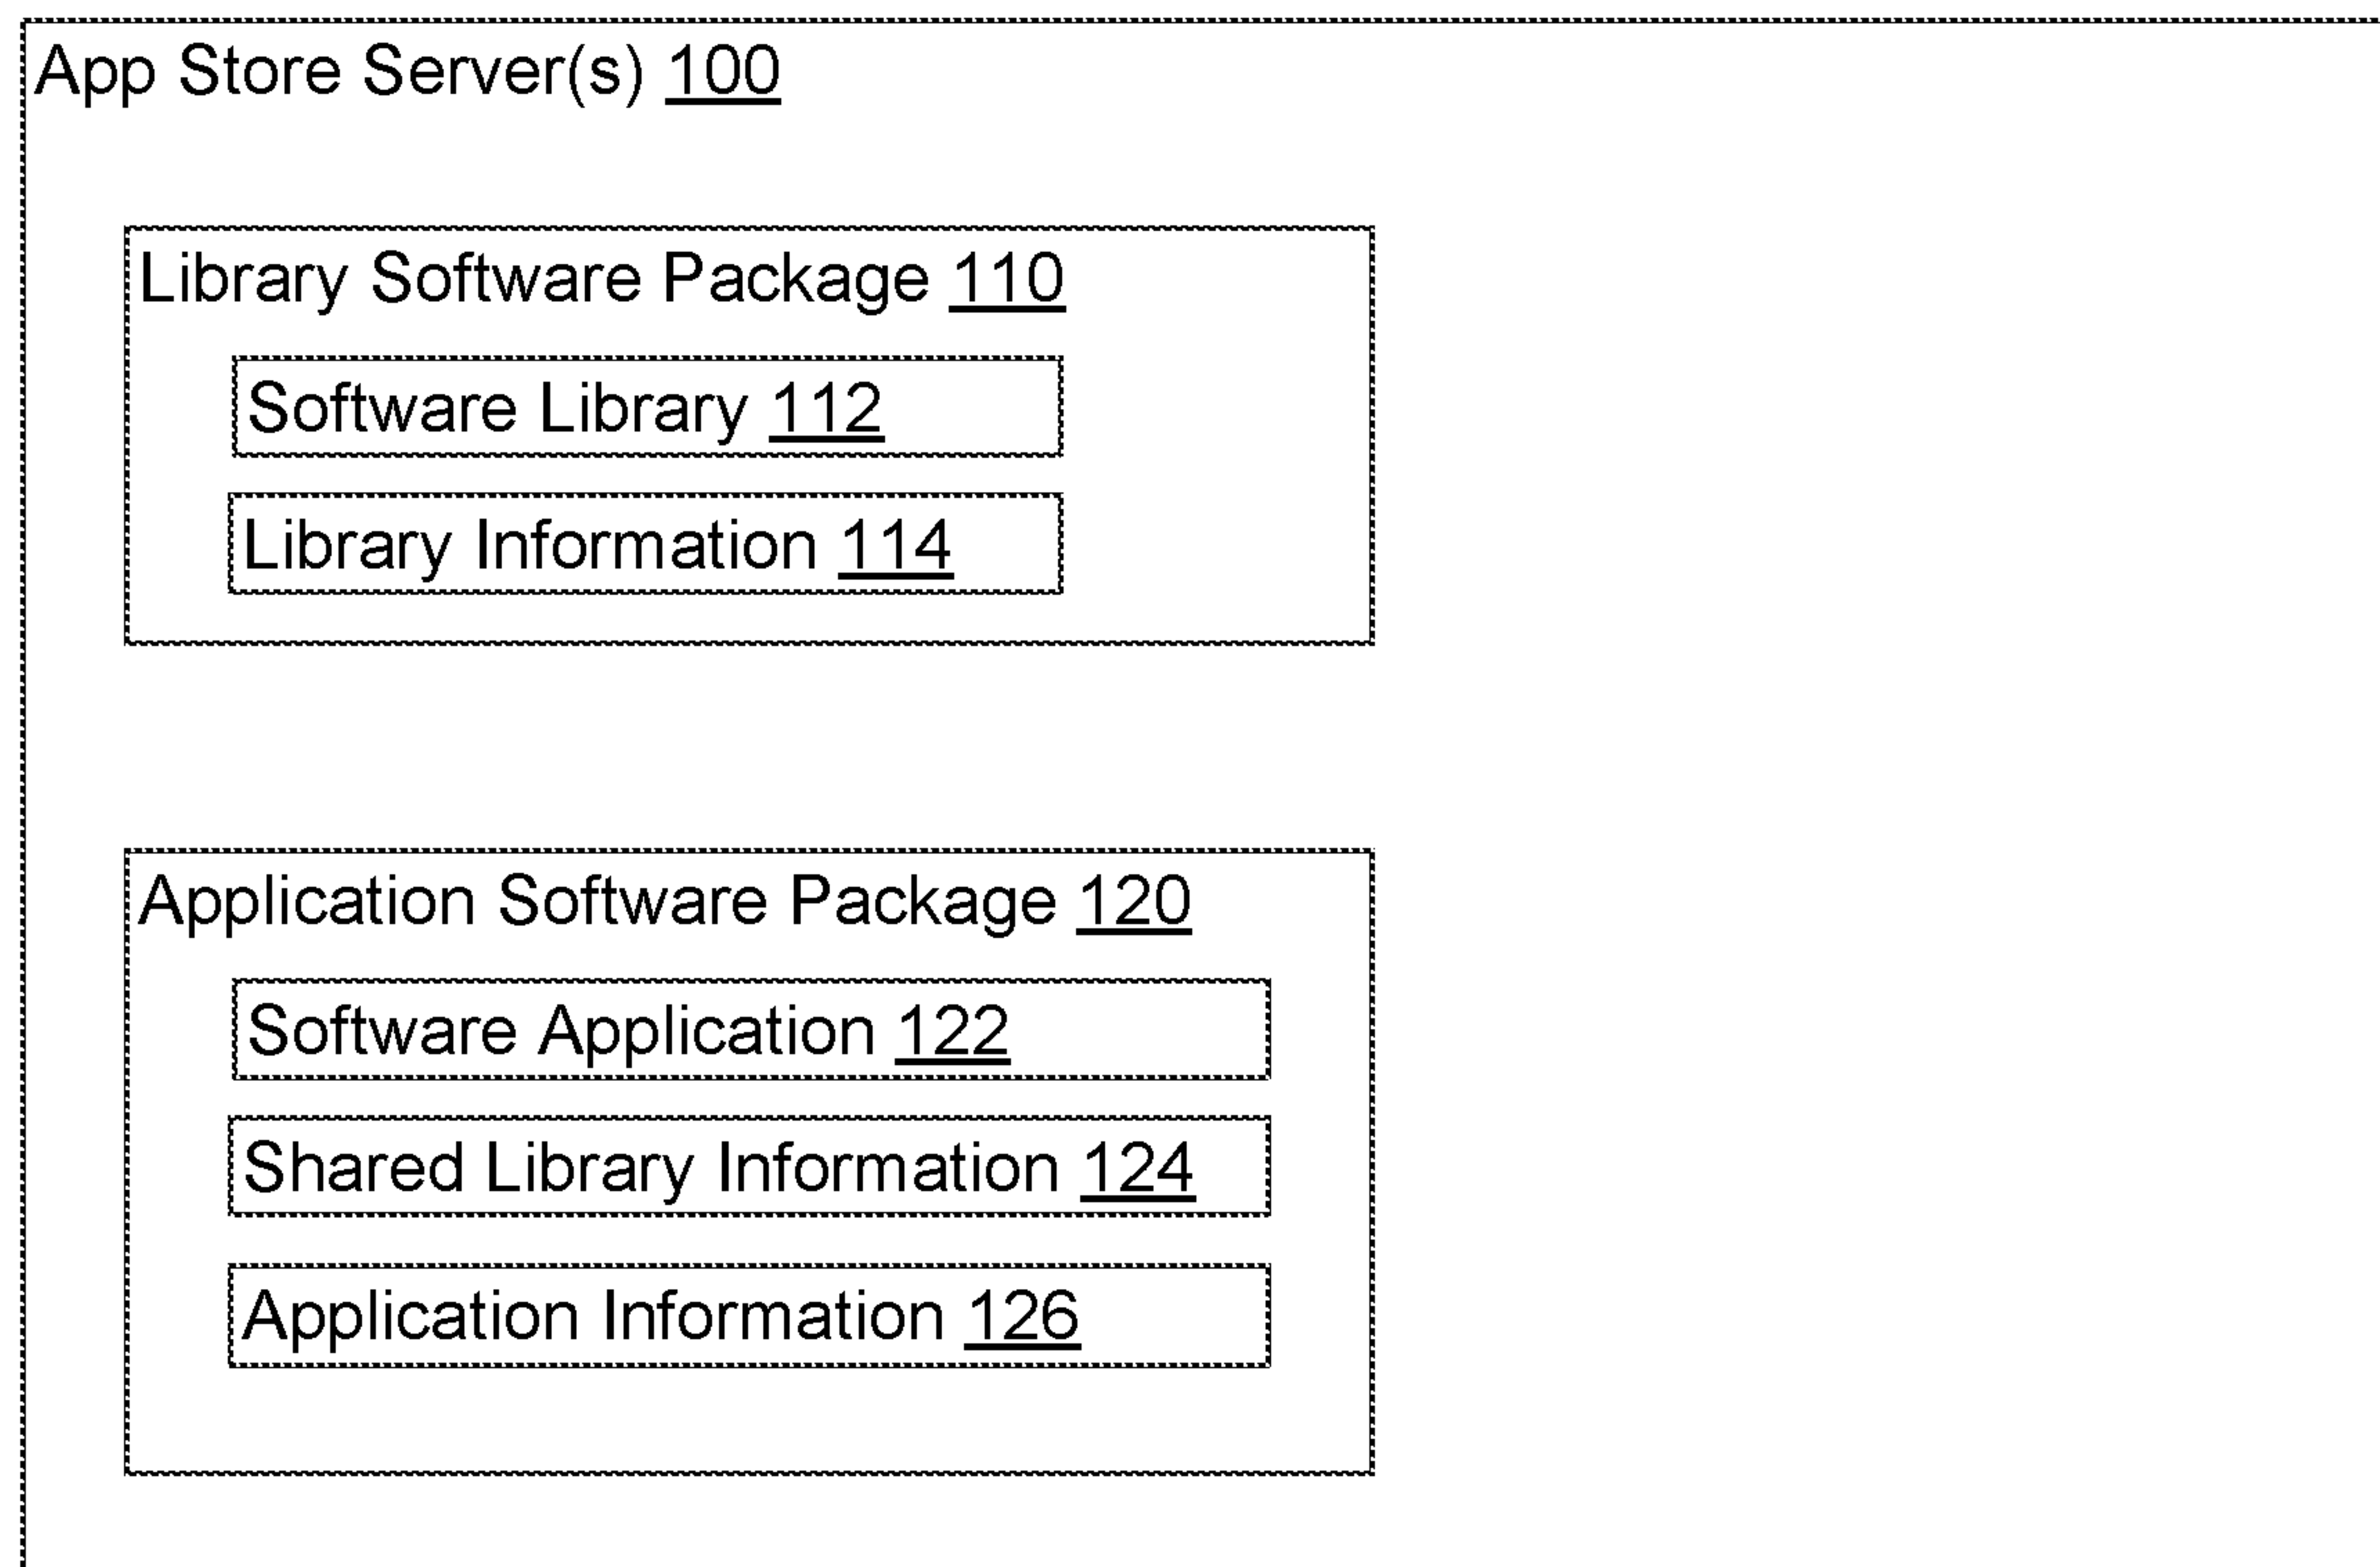 App Store Server(s) 100
Library Software Package 110
Software Library 112
Library Information 114
Application Software Package 120
Software Application 122
Shared Library Information 124
Application Information 126